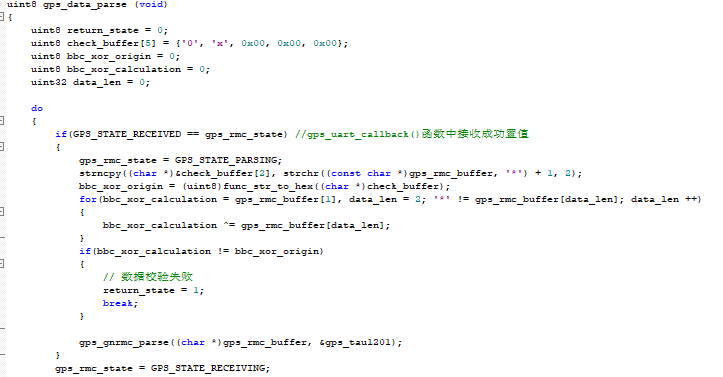 uint8 gps_data_parse (void)
{
uint8 return_state = 0;
uint8 check_buffer[5] = {'0', 'x', 0x00, 0x00, 0x00};
uint8 bbc_xor_origin = 0;
uint8 bbc_xor_calculation = 0;
uint32 data_len = 0;
do
{
if(GPS_STATE_RECEIVED == gps_rmc_state) //gps_uart_callback()函数中接收成功置值
{
gps_rmc_state = GPS_STATE_PARSING;
strncpy((char *)&check_buffer[2], strchr((const char *)gps_rmc_buffer, '*') + 1, 2);
bbc_xor_origin = (uint8)func_str_to_hex((char *)check_buffer);
for(bbc_xor_calculation = gps_rmc_buffer[1], data_len = 2; '*' != gps_rmc_buffer[data_len]; data_len ++)
{
bbc_xor_calculation ^= gps_rmc_buffer[data_len];
}
if(bbc_xor_calculation != bbc_xor_origin)
{
// 数据校验失败
return_state = 1;
break;
}
gps_gnrmc_parse((char *)gps_rmc_buffer, &gps_tau1201);
}
gps_rmc_state = GPS_STATE_RECEIVING;